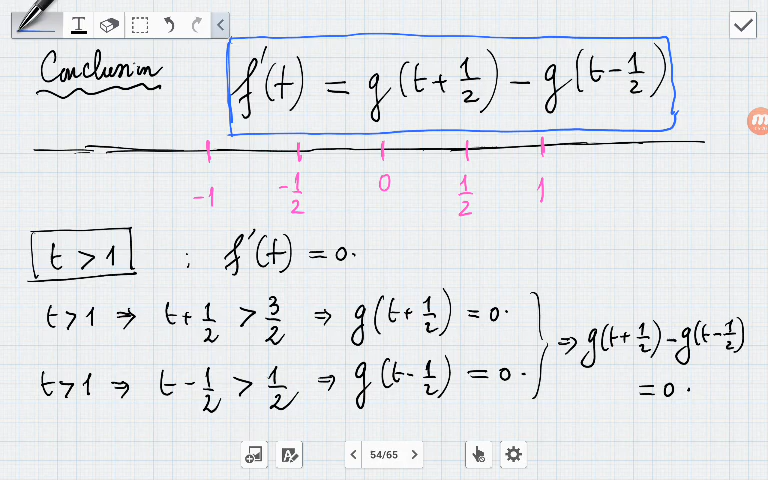 T
Conclusion f'(t) = g(t+1/2) - g(t-1/2)
-1 -1/2 0 1/2 1
t > 1 : f'(t) = 0.
t > 1 ⇒ t + 1/2 > 3/2 ⇒ g(t+1/2) = 0.
t > 1 ⇒ t - 1/2 > 1/2 ⇒ g(t-1/2) = 0.
} ⇒ g(t+1/2) - g(t-1/2)
= 0.
A
54/65